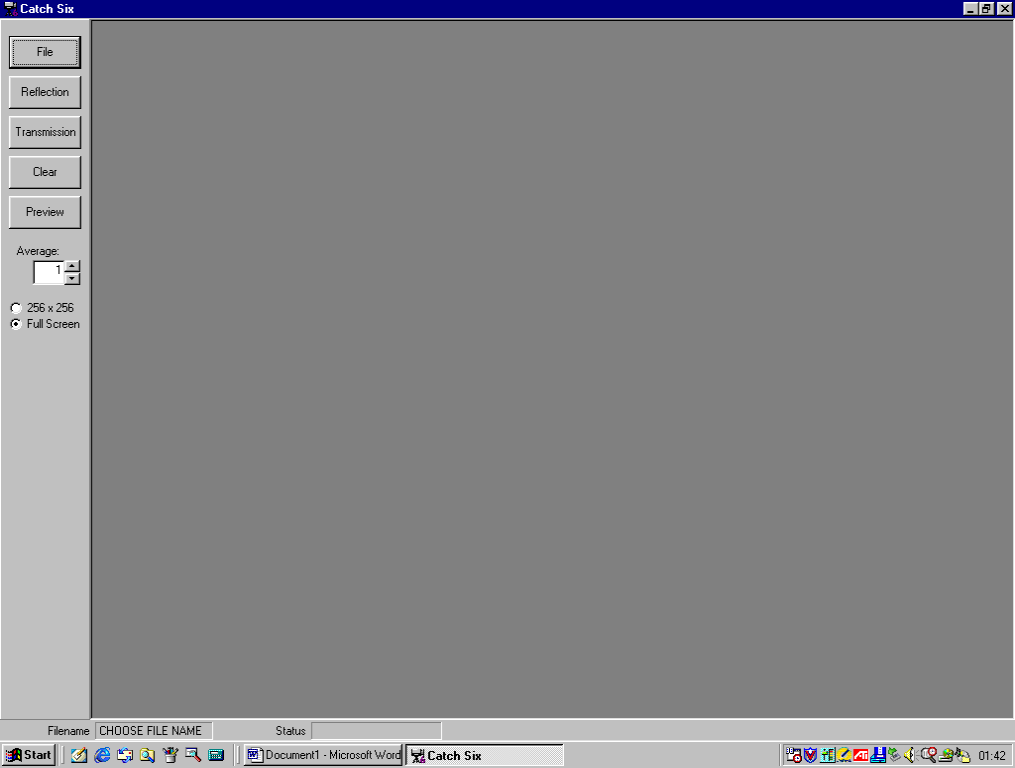 Catch Six
File
Reflection
Transmission
Clear
Preview
Average:
1
256 x 256
Full Screen
Filename CHOOSE FILE NAME Status
Start Document1 - Microsoft Word Catch Six 01:42